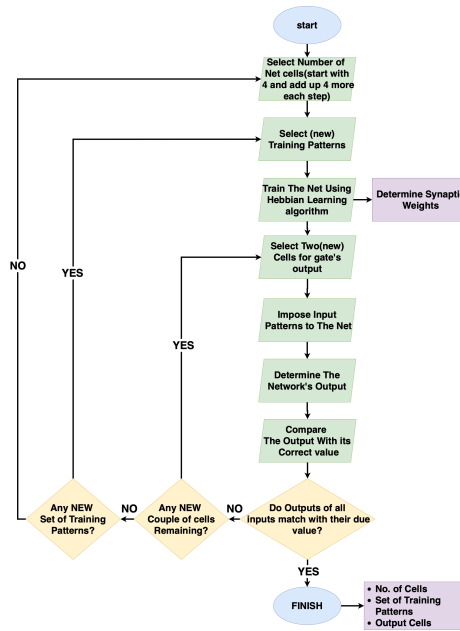 start
Select Number of
Net cells(start with
4 and add up 4 more
each step)
Select (new)
Training Patterns
Train The Net Using
Hebbian Learning
algorithm
Determine Synaptic
Weights
Select Two(new)
Cells for gate's
output
NO
YES
YES
Impose Input
Patterns to The Net
Determine The
Network's Output
Compare
The Output With its
Correct value
Any NEW
Set of Training
Patterns?
NO
Any NEW
Couple of cells
Remaining?
NO
Do Outputs of all
inputs match with their due
value?
YES
FINISH
• No. of Cells
• Set of Training
Patterns
• Output Cells